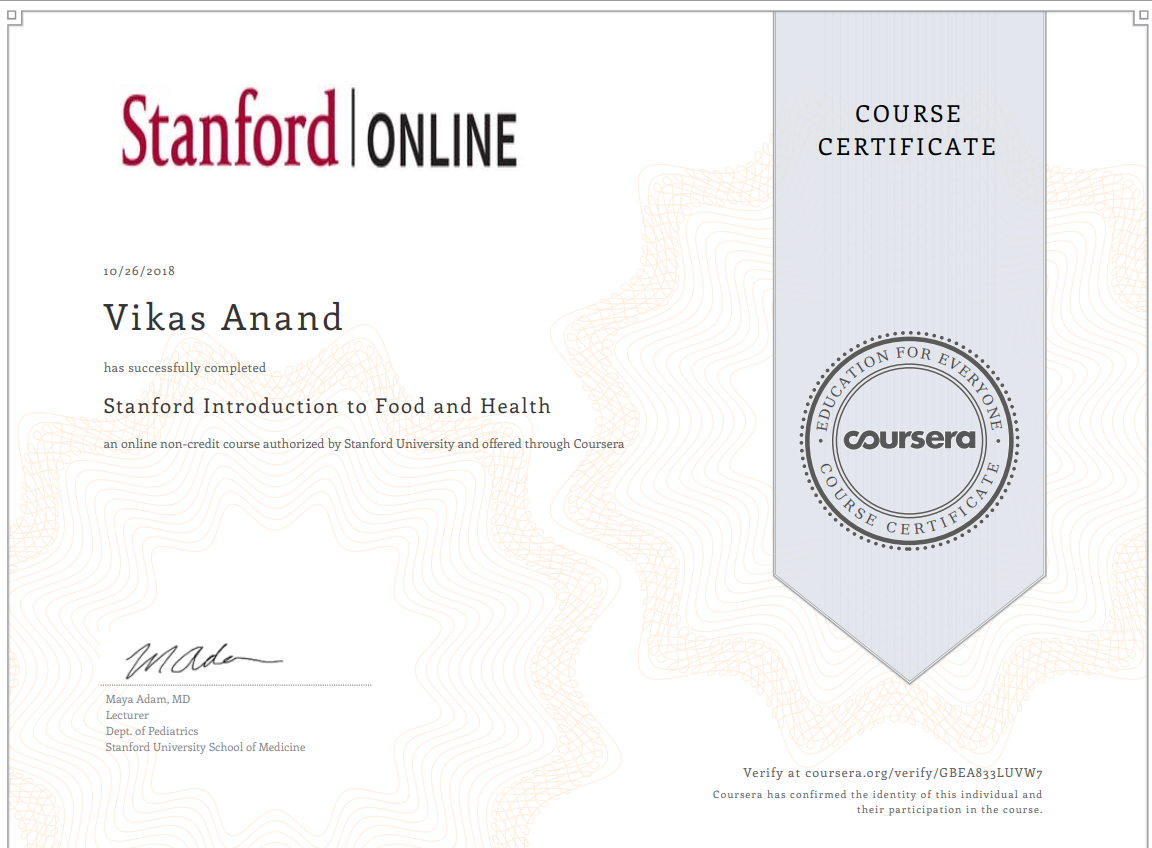 Stanford | ONLINE
COURSE
CERTIFICATE
10/26/2018
Vikas Anand
has successfully completed
Stanford Introduction to Food and Health
an online non-credit course authorized by Stanford University and offered through Coursera
EDUCATION FOR EVERYONE
coursera
COURSE CERTIFICATE
M Adam
Maya Adam, MD
Lecturer
Dept. of Pediatrics
Stanford University School of Medicine
Verify at coursera.org/verify/GBEA833LUVW7
Coursera has confirmed the identity of this individual and
their participation in the course.